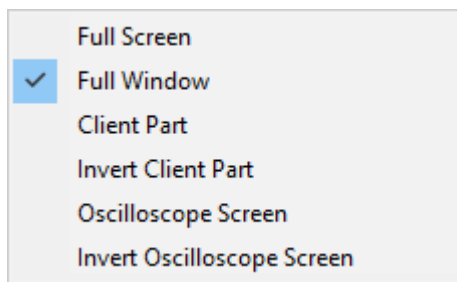 Full Screen
Full Window
Client Part
Invert Client Part
Oscilloscope Screen
Invert Oscilloscope Screen